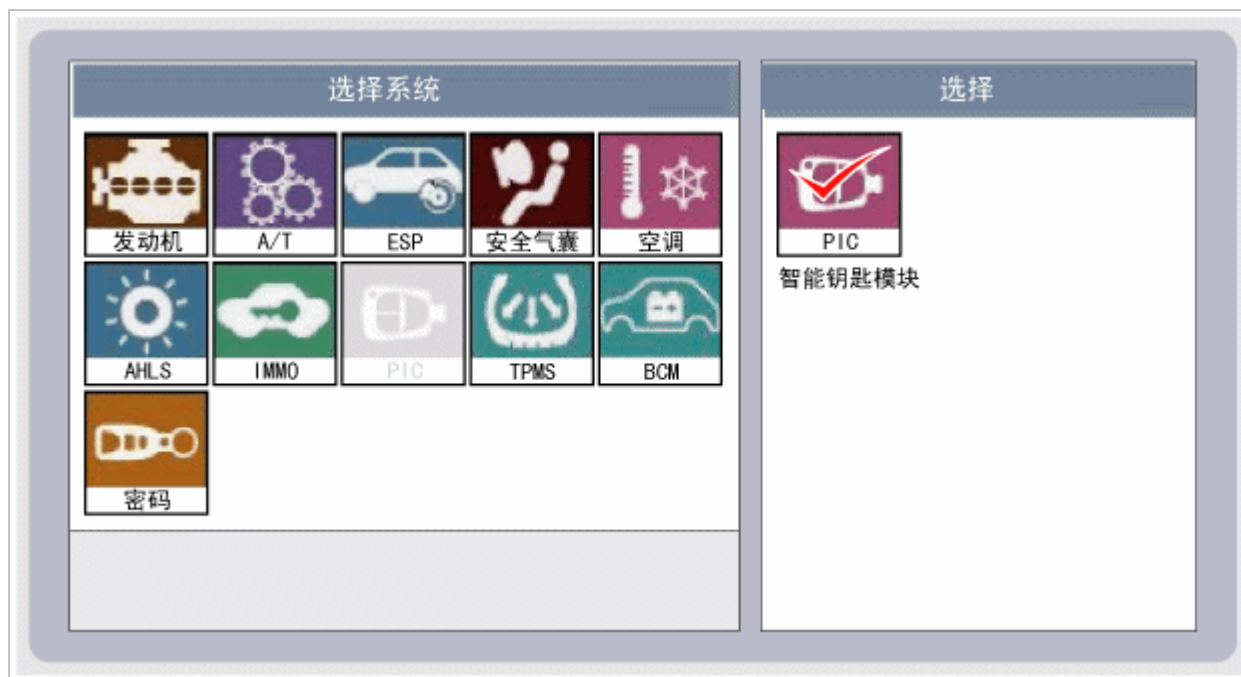 选择系统
选择
发动机
A/T
ESP
安全气囊
空调
PIC
智能钥匙模块
AHLS
IMMO
PIC
TPMS
BCM
密码